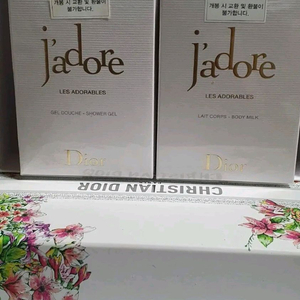 개봉 시 교환 및 환불이
불가합니다.
j'adore
LES ADORABLES
GEL DOUCHE - SHOWER GEL
Dior
개봉 시 교환 및 환불이
불가합니다.
j'adore
LES ADORABLES
LAIT CORPS - BODY MILK
Dior
CHRISTIAN DIOR